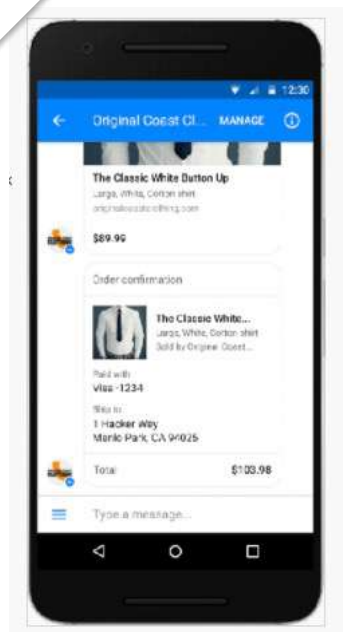 12:30
Original Coast Cl... MANAGE
The Classic White Button Up
Large, White, Cotton shirt
originalcoastclothing.com
$89.99
Order confirmation
The Classic White...
Large, White, Cotton shirt
Sold by Original Coast...
Paid with
Visa -1234
Ship to
1 Hacker Way
Menlo Park, CA 94025
Total $103.98
Type a message...